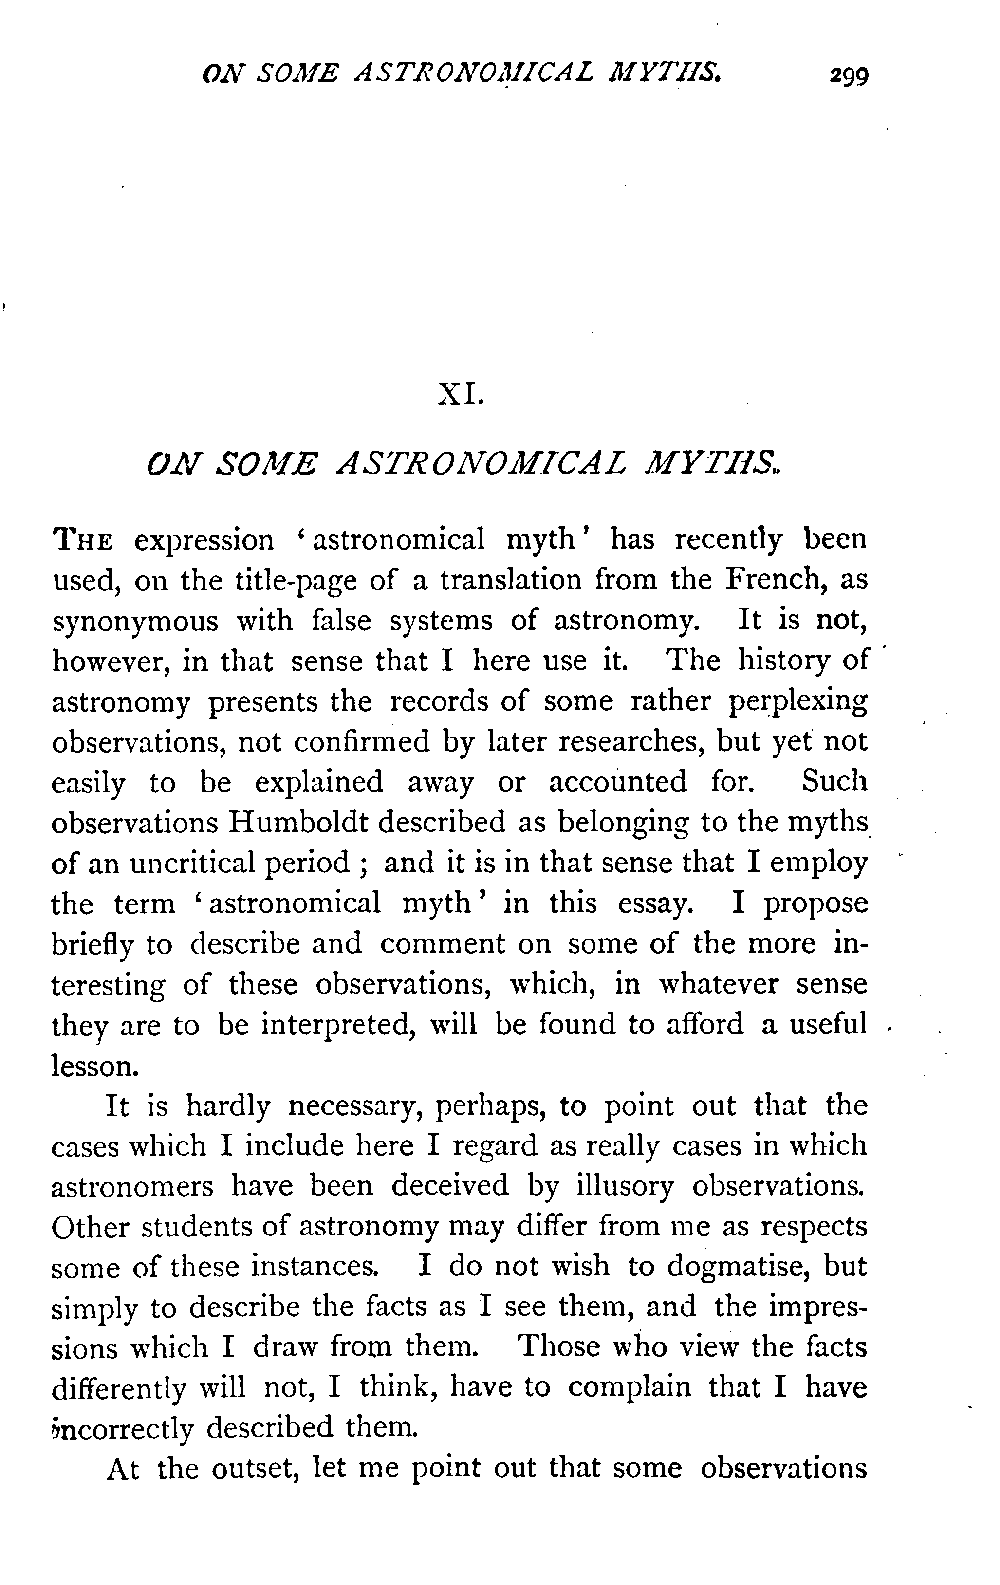 ON SOME ASTRONOMICAL MYTHS. 299
XI.
ON SOME ASTRONOMICAL MYTHS.
THE expression ‘ astronomical myth ’ has recently been
used, on the title-page of a translation from the French, as
synonymous with false systems of astronomy. It is not,
however, in that sense that I here use it. The history of
astronomy presents the records of some rather perplexing
observations, not confirmed by later researches, but yet not
easily to be explained away or accounted for. Such
observations Humboldt described as belonging to the myths
of an uncritical period ; and it is in that sense that I employ
the term ‘ astronomical myth ’ in this essay. I propose
briefly to describe and comment on some of the more in-
teresting of these observations, which, in whatever sense
they are to be interpreted, will be found to afford a useful
lesson.
It is hardly necessary, perhaps, to point out that the
cases which I include here I regard as really cases in which
astronomers have been deceived by illusory observations.
Other students of astronomy may differ from me as respects
some of these instances. I do not wish to dogmatise, but
simply to describe the facts as I see them, and the impres-
sions which I draw from them. Those who view the facts
differently will not, I think, have to complain that I have
incorrectly described them.
At the outset, let me point out that some observations